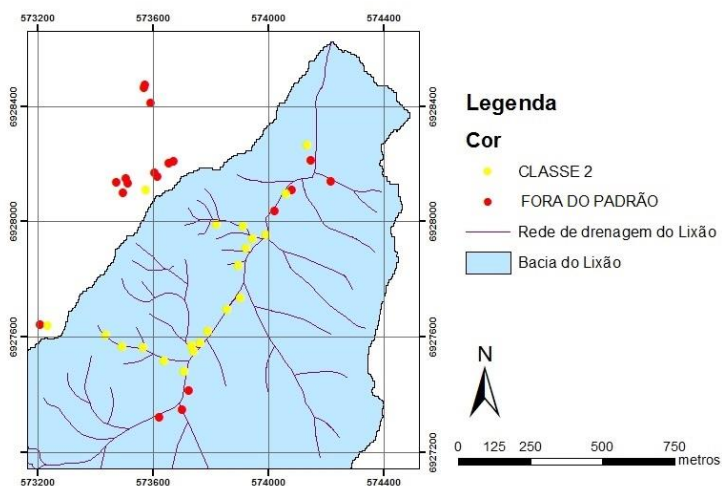 573200 573600 574000 574400
6928400 6928400
6928000 6928000
6927600 6927600
6927200 6927200
573200 573600 574000 574400
Legenda
Cor
CLASSE 2
FORA DO PADRÃO
Rede de drenagem do Lixão
Bacia do Lixão
N
0 125 250 500 750
metros